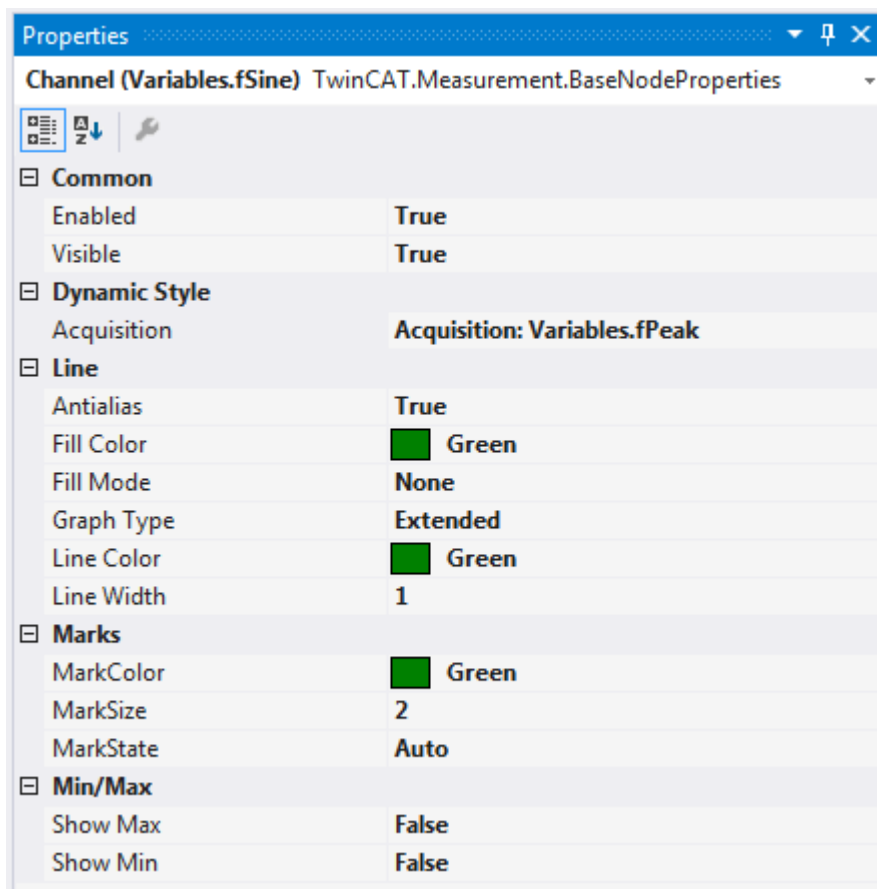 Properties
Channel (Variables.fSine) TwinCAT.Measurement.BaseNodeProperties
Common
Enabled True
Visible True
Dynamic Style
Acquisition Acquisition: Variables.fPeak
Line
Antialias True
Fill Color Green
Fill Mode None
Graph Type Extended
Line Color Green
Line Width 1
Marks
MarkColor Green
MarkSize 2
MarkState Auto
Min/Max
Show Max False
Show Min False